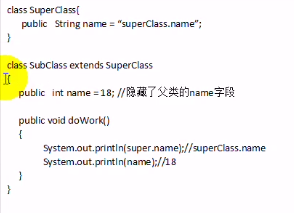 class SuperClass{
public String name = “superClass.name”;
}
class SubClass extends SuperClass
{
public int name = 18; //隐藏了父类的name字段
public void doWork()
{
System.out.println(super.name);//superClass.name
System.out.println(name);//18
}
}